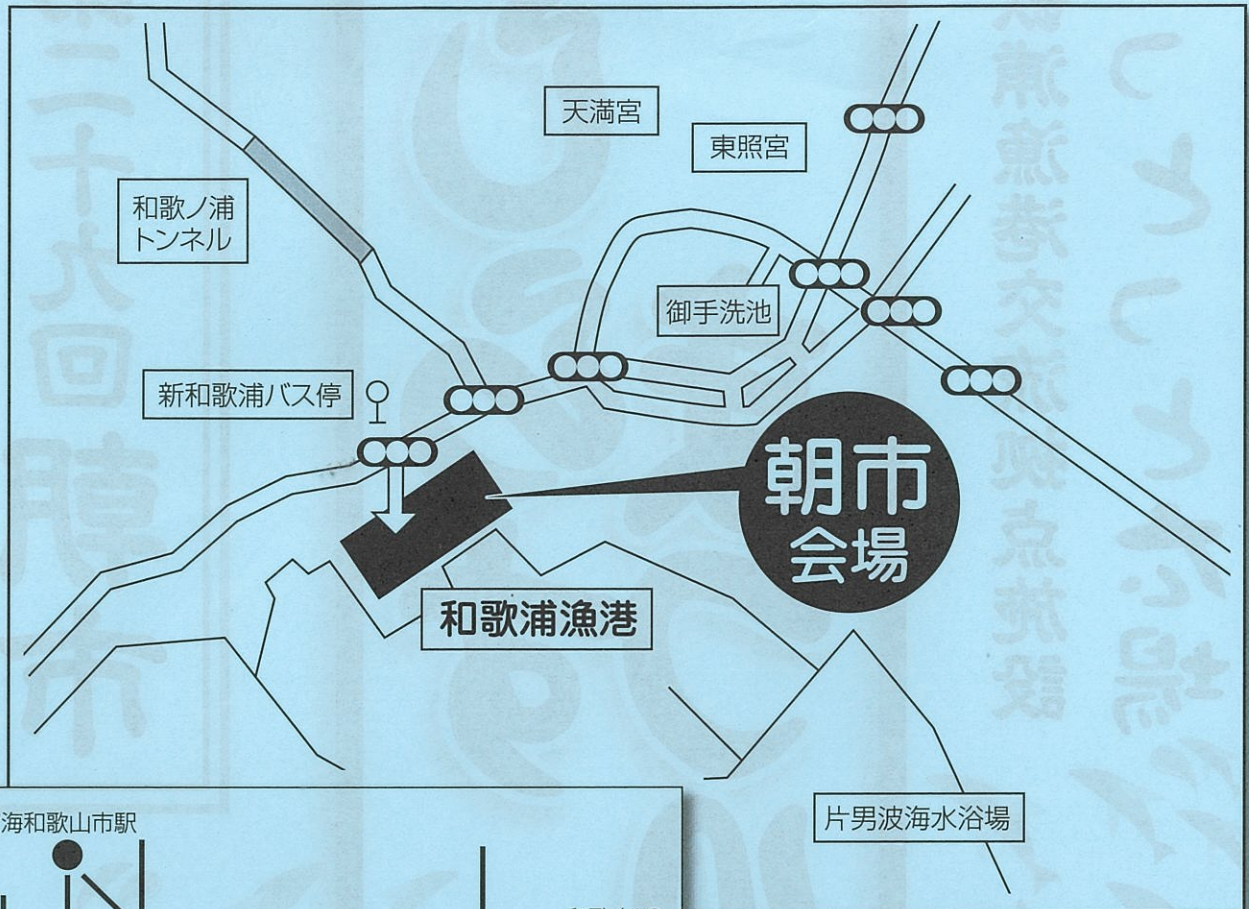 天満宮
東照宮
和歌ノ浦
トンネル
御手洗池
新和歌浦バス停
朝市
会場
和歌浦漁港
片男波海水浴場
海和歌山市駅